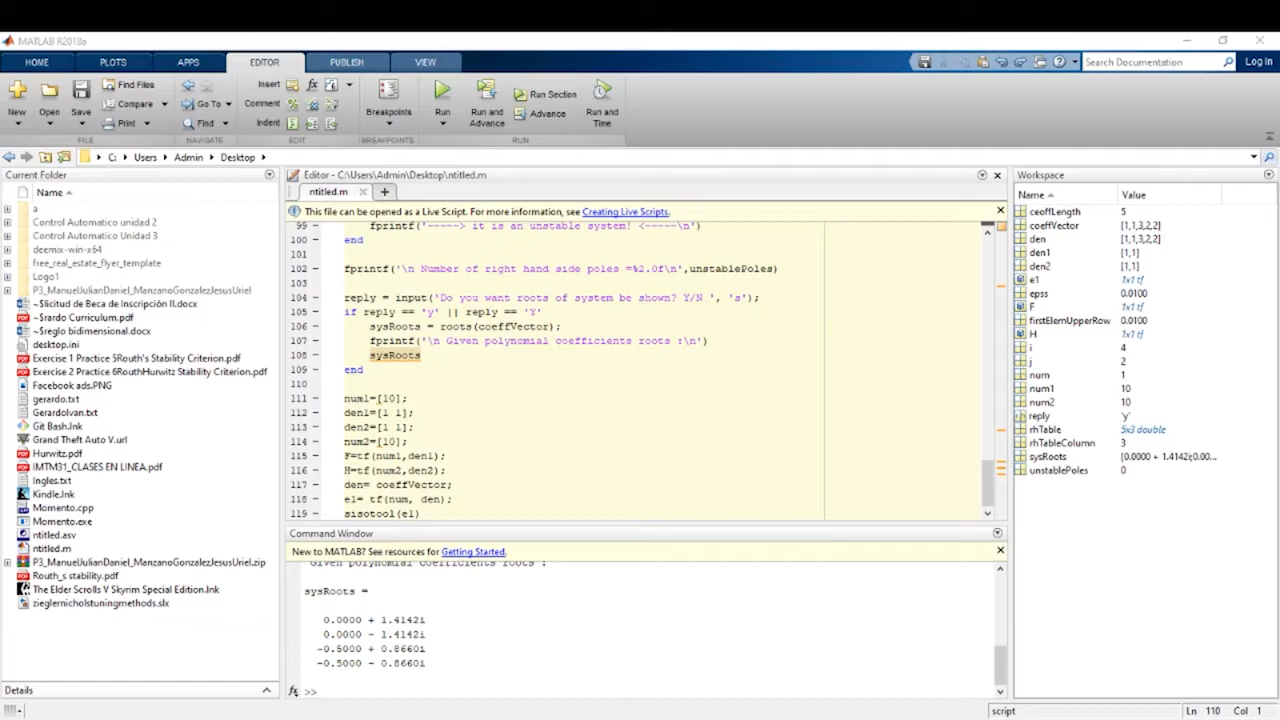 MATLAB R2018a
HOME PLOTS APPS EDITOR PUBLISH VIEW Search Documentation Log In
New Open Save Find Files Compare Print Go To Find Insert Comment Indent Breakpoints Run Run and Advance Run Section Advance Run and Time
FILE NAVIGATE EDIT BREAKPOINTS RUN
C: Users Admin Desktop
Current Folder
Name
a
Control Automatico unidad 2
Control Automatico Unidad 3
deemix-win-x64
free_real_estate_flyer_template
Logo1
P3_ManuelJulianDaniel_ManzanoGonzalezJesusUriel
~$licitud de Beca de Inscripción II.docx
~$rardo Curriculum.pdf
~$reglo bidimensional.docx
desktop.ini
Exercise 1 Practice 5Routh's Stability Criterion.pdf
Exercise 2 Practice 6RouthHurwitz Stability Criterion.pdf
Facebook ads.PNG
gerardo.txt
GerardoIvan.txt
Git Bash.lnk
Grand Theft Auto V.url
Hurwitz.pdf
IMTM31_CLASES EN LINEA.pdf
Ingles.txt
Kindle.lnk
Momento.cpp
Momento.exe
ntitled.asv
ntitled.m
P3_ManuelJulianDaniel_ManzanoGonzalezJesusUriel.zip
Routh_s stability.pdf
The Elder Scrolls V Skyrim Special Edition.lnk
zieglernicholstuningmethods.slx
Details
Editor - C:\Users\Admin\Desktop\ntitled.m
ntitled.m
This file can be opened as a Live Script. For more information, see Creating Live Scripts.
99 fprintf('-----> it is an unstable system! <-----\n')
100 end
101
102 fprintf('\n Number of right hand side poles =%2.0f\n',unstablePoles)
103
104 reply = input('Do you want roots of system be shown? Y/N ', 's');
105 if reply == 'y' || reply == 'Y'
106 sysRoots = roots(coeffVector);
107 fprintf('\n Given polynomial coefficients roots :\n')
108 sysRoots
109 end
110
111 num1=[10];
112 den1=[1 1];
113 den2=[1 1];
114 num2=[10];
115 F=tf(num1,den1);
116 H=tf(num2,den2);
117 den= coeffVector;
118 e1= tf(num, den);
119 sisotool(e1)
Command Window
New to MATLAB? See resources for Getting Started.
Given polynomial coefficients roots :
sysRoots =
0.0000 + 1.4142i
0.0000 - 1.4142i
-0.5000 + 0.8660i
-0.5000 - 0.8660i
fx >>
Workspace
Name Value
ceoffLength 5
coeffVector [1,1,3,2,2]
den [1,1,3,2,2]
den1 [1,1]
den2 [1,1]
e1 1x1 tf
epss 0.0100
F 1x1 tf
firstElemUpperRow 0.0100
H 1x1 tf
i 4
j 2
num 1
num1 10
num2 10
reply 'y'
rhTable 5x3 double
rhTableColumn 3
sysRoots [0.0000 + 1.4142i;0.00...
unstablePoles 0
script Ln 110 Col 1